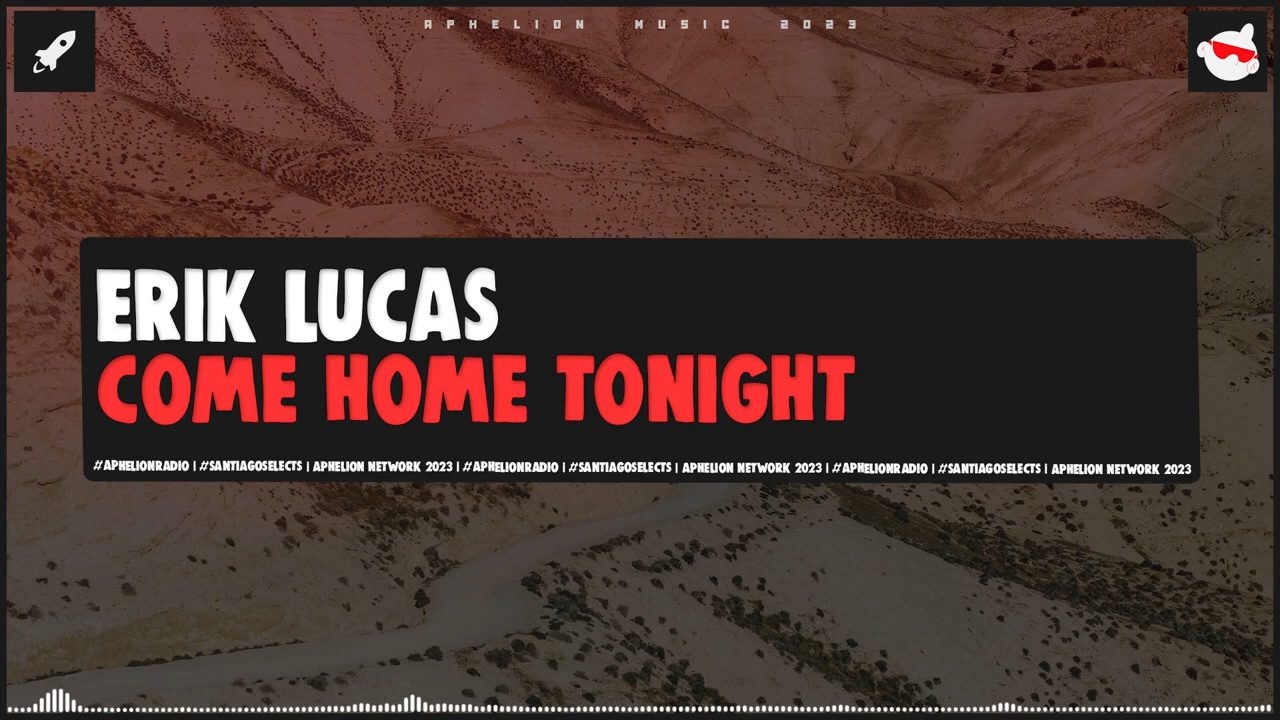 APHELION MUSIC 2023
ERIK LUCAS
COME HOME TONIGHT
#APHELIONRADIO | #SANTIAGOSELECTS | APHELION NETWORK 2023 | #APHELIONRADIO | #SANTIAGOSELECTS | APHELION NETWORK 2023 | #APHELIONRADIO | #SANTIAGOSELECTS | APHELION NETWORK 2023